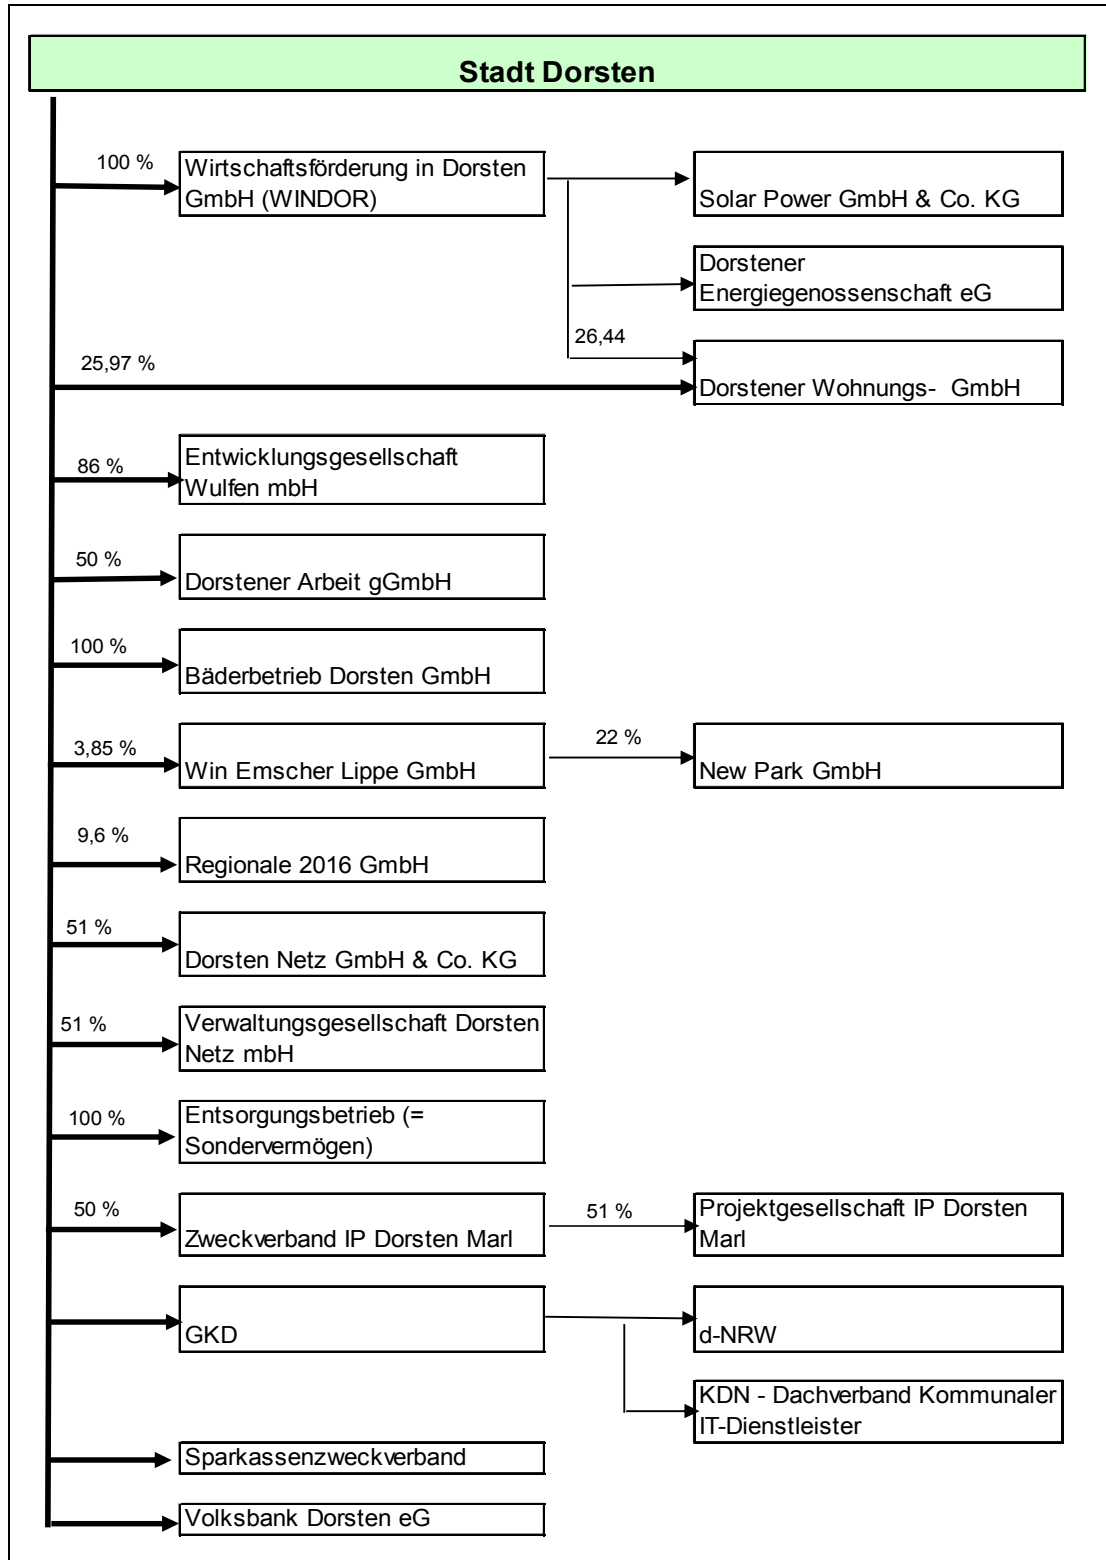 Stadt Dorsten
100 %
Wirtschaftsförderung in Dorsten
GmbH (WINDOR)
Solar Power GmbH & Co. KG
Dorstener
Energiegenossenschaft eG
26,44
25,97 %
Dorstener Wohnungs- GmbH
86 %
Entwicklungsgesellschaft
Wulfen mbH
50 %
Dorstener Arbeit gGmbH
100 %
Bäderbetrieb Dorsten GmbH
3,85 %
Win Emscher Lippe GmbH
22 %
New Park GmbH
9,6 %
Regionale 2016 GmbH
51 %
Dorsten Netz GmbH & Co. KG
51 %
Verwaltungsgesellschaft Dorsten
Netz mbH
100 %
Entsorgungsbetrieb (=
Sondervermögen)
50 %
Zweckverband IP Dorsten Marl
51 %
Projektgesellschaft IP Dorsten
Marl
GKD
d-NRW
KDN - Dachverband Kommunaler
IT-Dienstleister
Sparkassenzweckverband
Volksbank Dorsten eG